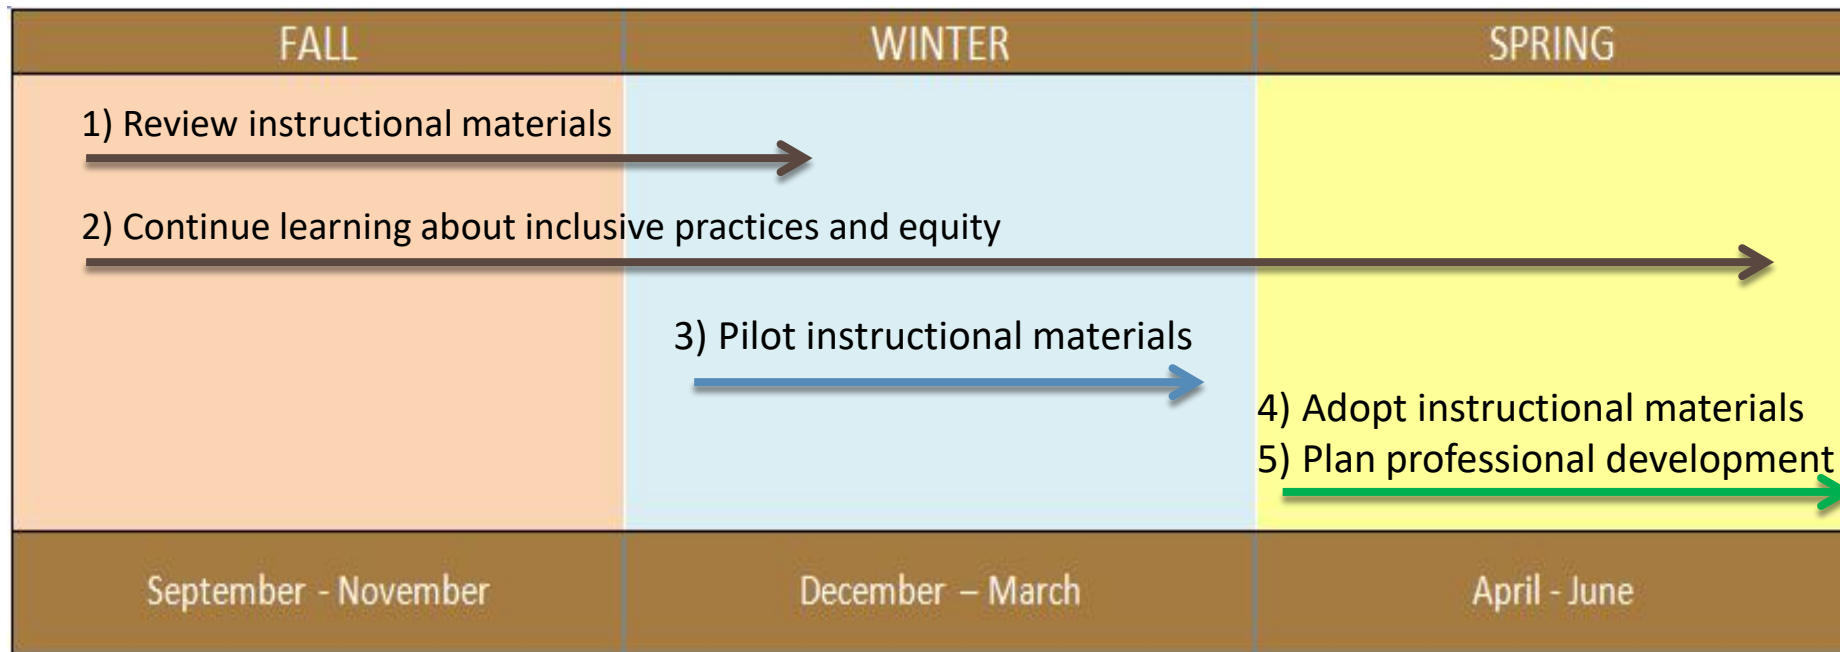 FALL
WINTER
SPRING
1) Review instructional materials
2) Continue learning about inclusive practices and equity
3) Pilot instructional materials
4) Adopt instructional materials
5) Plan professional development
September - November
December – March
April - June